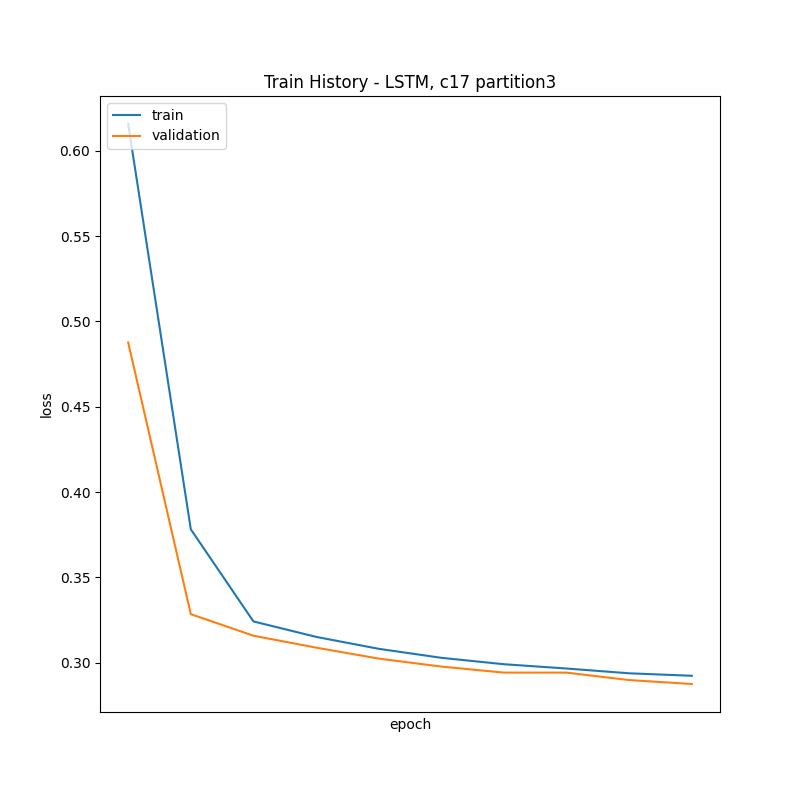 Train History - LSTM, c17 partition3
train
validation
0.60
0.55
0.50
0.45
0.40
0.35
0.30
loss
epoch